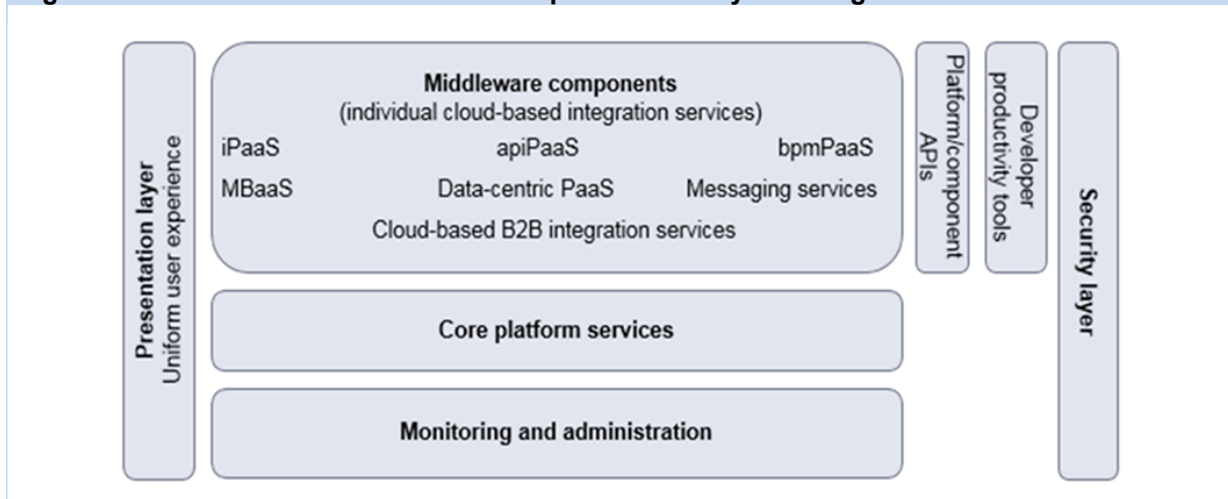 Presentation layer
Uniform user experience
Middleware components
(individual cloud-based integration services)
iPaaS apiPaaS bpmPaaS
MBaaS Data-centric PaaS Messaging services
Cloud-based B2B integration services
Core platform services
Monitoring and administration
Platform/component
APIs
Developer
productivity tools
Security layer